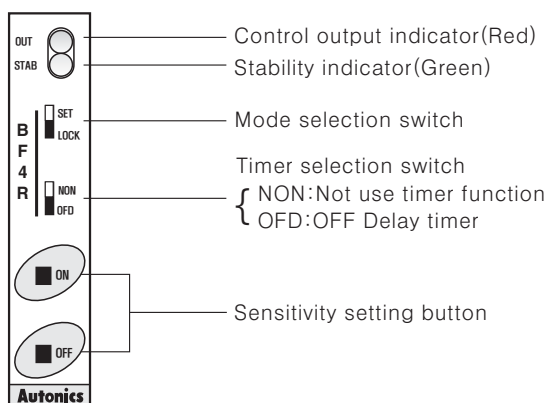 OUT
Control output indicator(Red)
STAB
Stability indicator(Green)
SET
LOCK
Mode selection switch
BF4R
Timer selection switch
NON
OFD
{ NON:Not use timer function
OFD:OFF Delay timer
ON
Sensitivity setting button
OFF
Autonics